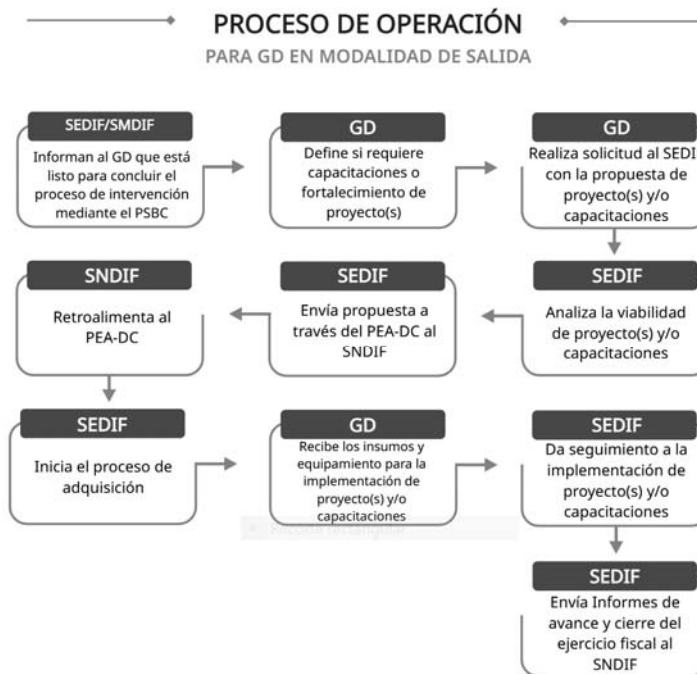 PROCESO DE OPERACIÓN
PARA GD EN MODALIDAD DE SALIDA
SEDIF/SMDIF
Informan al GD que está
listo para concluir el
proceso de intervención
mediante el PSBC
GD
Define si requiere
capacitaciones o
fortalecimiento de
proyecto(s)
GD
Realiza solicitud al SEDI
con la propuesta de
proyecto(s) y/o
capacitaciones
SNDIF
Retroalimenta al
PEA-DC
SEDIF
Envía propuesta a
través del PEA-DC al
SNDIF
SEDIF
Analiza la viabilidad
de proyecto(s) y/o
capacitaciones
SEDIF
Inicia el proceso de
adquisición
GD
Recibe los insumos y
equipamiento para la
implementación de
proyecto(s) y/o
capacitaciones
SEDIF
Da seguimiento a la
implementación de
proyecto(s) y/o
capacitaciones
SEDIF
Envía Informes de
avance y cierre del
ejercicio fiscal al
SNDIF